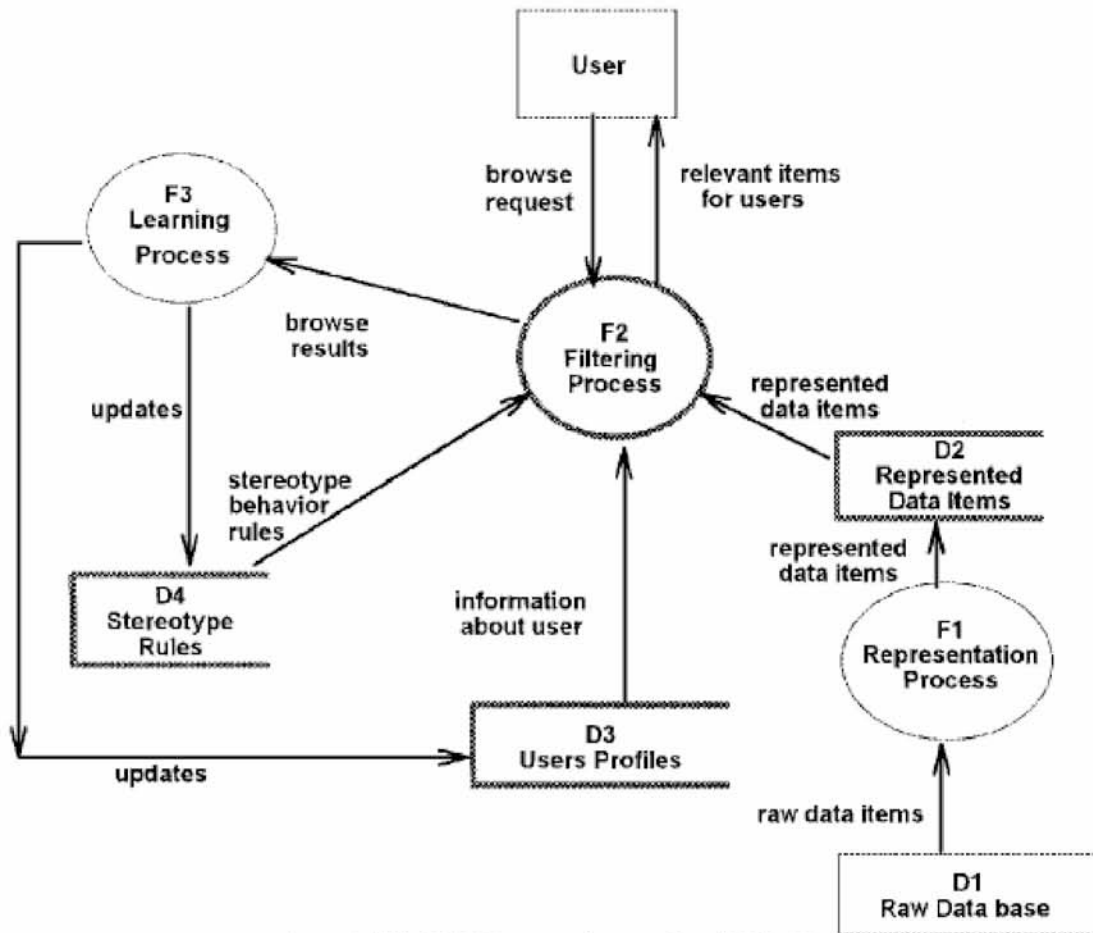 User
browse
request
relevant items
for users
F3
Learning
Process
browse
results
F2
Filtering
Process
updates
represented
data items
D2
Represented
Data Items
stereotype
behavior
rules
represented
data items
D4
Stereotype
Rules
information
about user
F1
Representation
Process
D3
Users Profiles
updates
raw data items
D1
Raw Data base